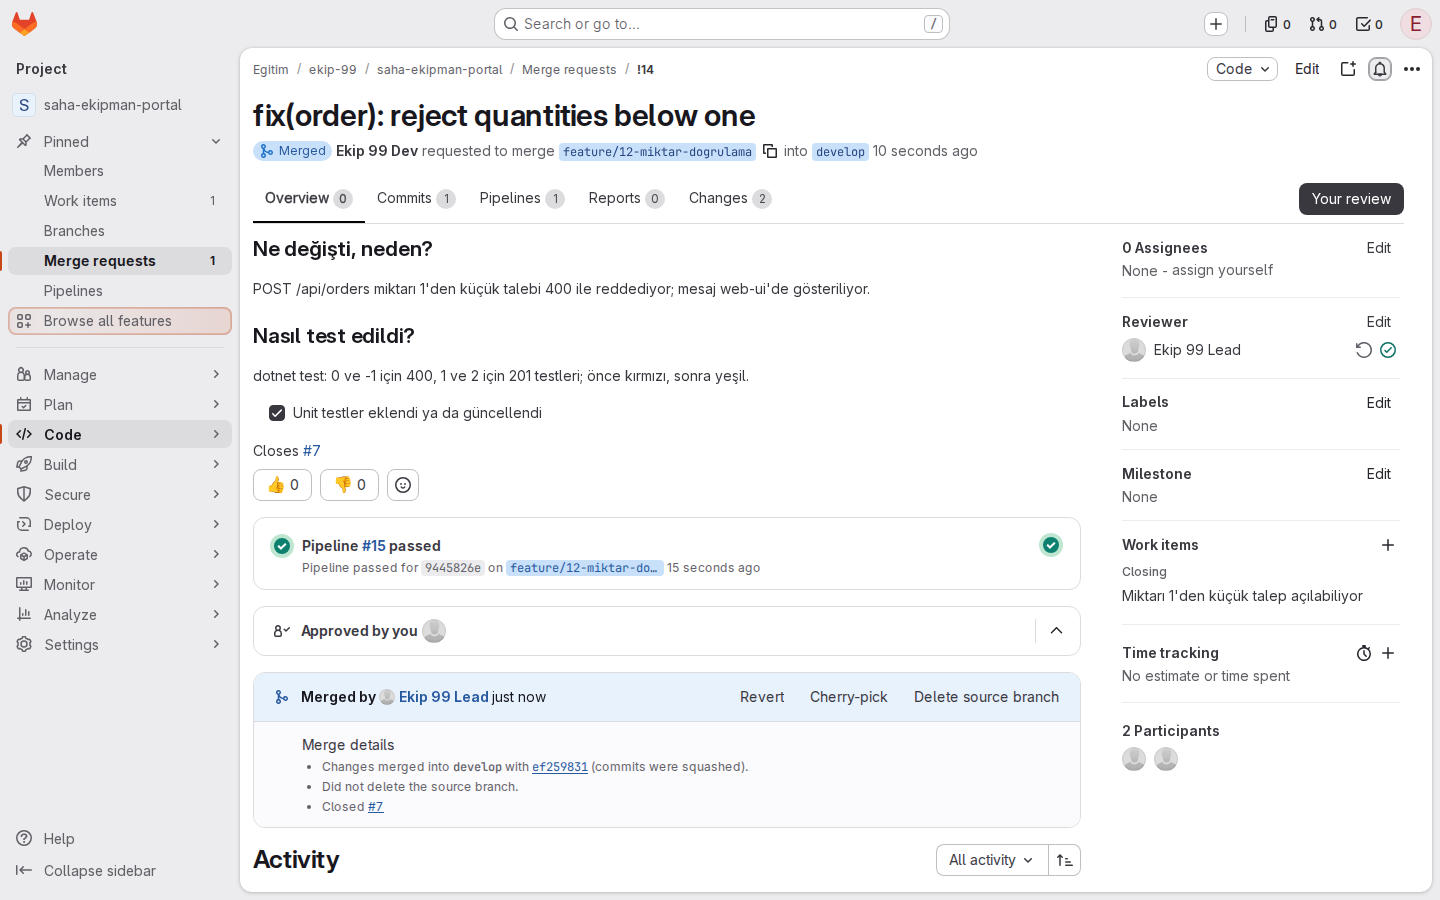 Search or go to...
/
0
0
0
E
Project
S
saha-ekipman-portal
Pinned
Members
Work items 1
Branches
Merge requests 1
Pipelines
Browse all features
Manage
Plan
Code
Build
Secure
Deploy
Operate
Monitor
Analyze
Settings
Help
Collapse sidebar
Egitim / ekip-99 / saha-ekipman-portal / Merge requests / !14
Code
Edit
fix(order): reject quantities below one
Merged Ekip 99 Dev requested to merge feature/12-miktar-dogrulama into develop 10 seconds ago
Overview 0 Commits 1 Pipelines 1 Reports 0 Changes 2
Your review
Ne değişti, neden?
POST /api/orders miktarı 1'den küçük talebi 400 ile reddediyor; mesaj web-ui'de gösteriliyor.
Nasıl test edildi?
dotnet test: 0 ve -1 için 400, 1 ve 2 için 201 testleri; önce kırmızı, sonra yeşil.
Unit testler eklendi ya da güncellendi
Closes #7
👍 0 👎 0
Pipeline #15 passed
Pipeline passed for 9445826e on feature/12-miktar-do… 15 seconds ago
Approved by you
Merged by Ekip 99 Lead just now
Revert Cherry-pick Delete source branch
Merge details
• Changes merged into develop with ef259831 (commits were squashed).
• Did not delete the source branch.
• Closed #7
Activity
All activity
0 Assignees Edit
None - assign yourself
Reviewer Edit
Ekip 99 Lead
Labels Edit
None
Milestone Edit
None
Work items
Closing
Miktarı 1'den küçük talep açılabiliyor
Time tracking
No estimate or time spent
2 Participants